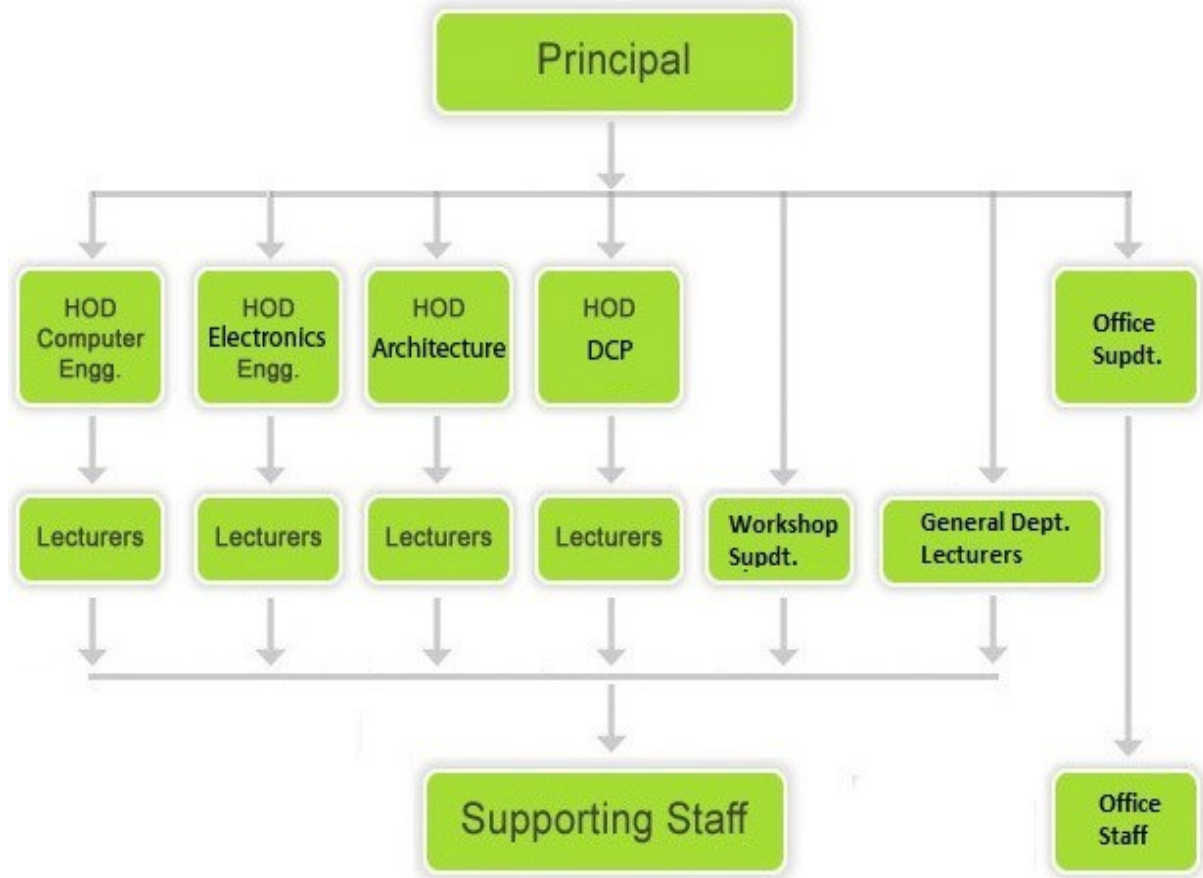 Principal
HOD
Computer
Engg.
HOD
Electronics
Engg.
HOD
Architecture
HOD
DCP
Office
Supdt.
Lecturers
Lecturers
Lecturers
Lecturers
Workshop
Supdt.
General Dept.
Lecturers
Supporting Staff
Office
Staff